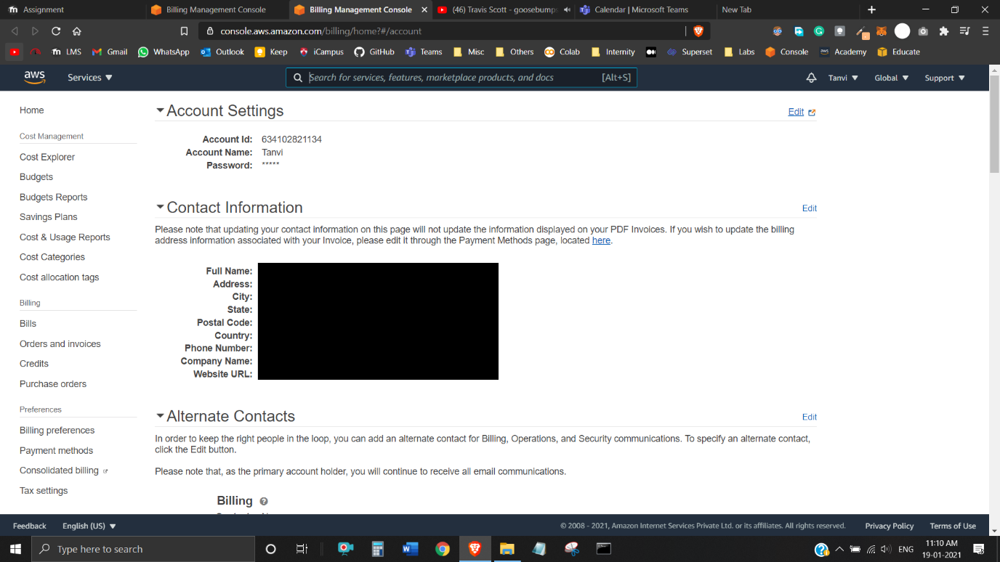 Assignment
Billing Management Console
Billing Management Console
(46) Travis Scott - goosebumps
Calendar | Microsoft Teams
New Tab
console.aws.amazon.com/billing/home?#/account
LMS
Gmail
WhatsApp
Outlook
Keep
iCampus
GitHub
Teams
Misc
Others
Colab
Internity
Superset
Labs
Console
Academy
Educate
aws
Services
Search for services, features, marketplace products, and docs
[Alt+S]
Tanvi
Global
Support
Home
Cost Management
Cost Explorer
Budgets
Budgets Reports
Savings Plans
Cost & Usage Reports
Cost Categories
Cost allocation tags
Billing
Bills
Orders and invoices
Credits
Purchase orders
Preferences
Billing preferences
Payment methods
Consolidated billing
Tax settings
Account Settings
Edit
Account Id: 634102821134
Account Name: Tanvi
Password: *****
Contact Information
Edit
Please note that updating your contact information on this page will not update the information displayed on your PDF Invoices. If you wish to update the billing
address information associated with your Invoice, please edit it through the Payment Methods page, located here.
Full Name:
Address:
City:
State:
Postal Code:
Country:
Phone Number:
Company Name:
Website URL:
Alternate Contacts
Edit
In order to keep the right people in the loop, you can add an alternate contact for Billing, Operations, and Security communications. To specify an alternate contact,
click the Edit button.
Please note that, as the primary account holder, you will continue to receive all email communications.
Billing
Feedback
English (US)
© 2008 - 2021, Amazon Internet Services Private Ltd. or its affiliates. All rights reserved.
Privacy Policy
Terms of Use
Type here to search
ENG
11:10 AM
19-01-2021